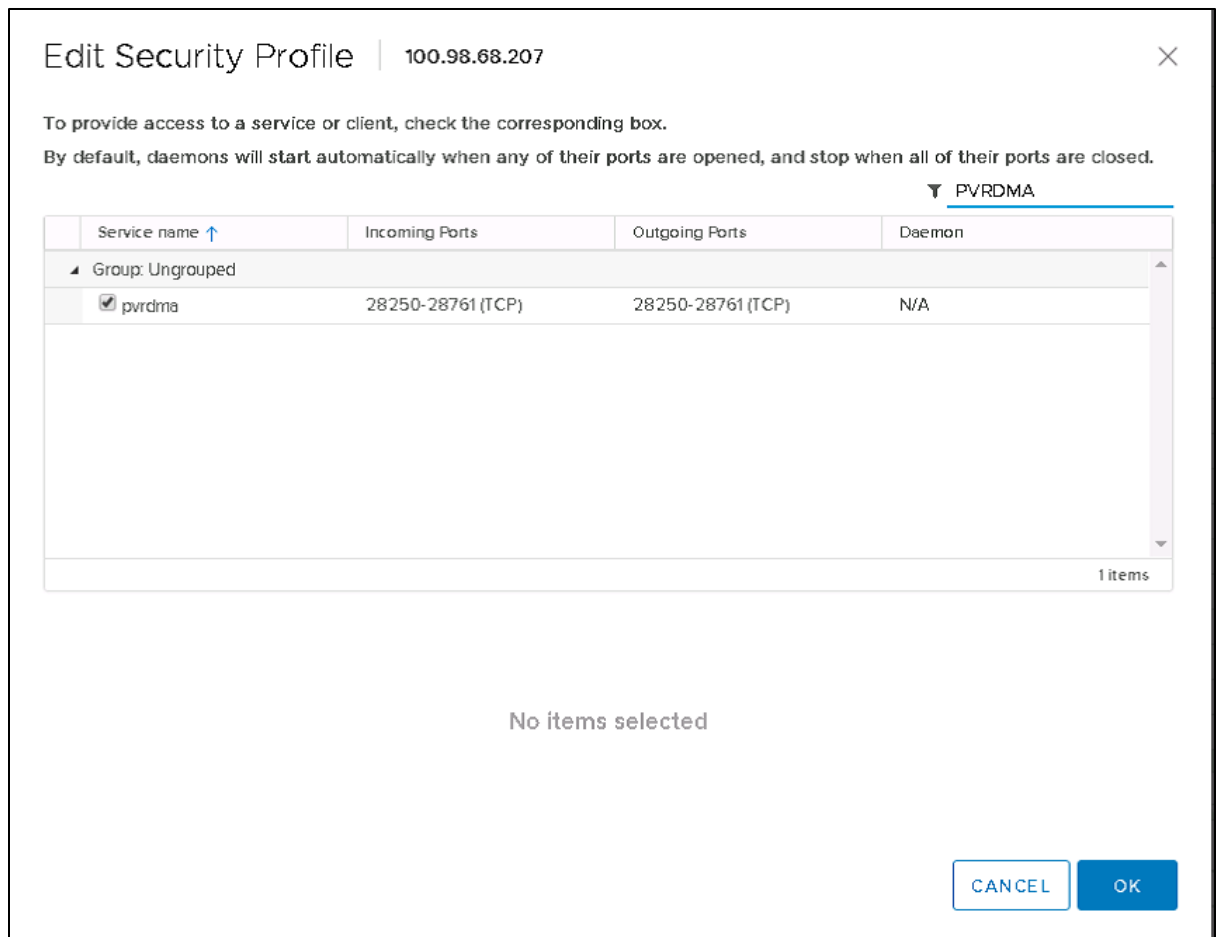 Edit Security Profile 100.98.68.207
To provide access to a service or client, check the corresponding box.
By default, daemons will start automatically when any of their ports are opened, and stop when all of their ports are closed.
PVRDMA
Service name Incoming Ports Outgoing Ports Daemon
Group: Ungrouped
pvrdma 28250-28761 (TCP) 28250-28761 (TCP) N/A
1 items
No items selected
CANCEL OK